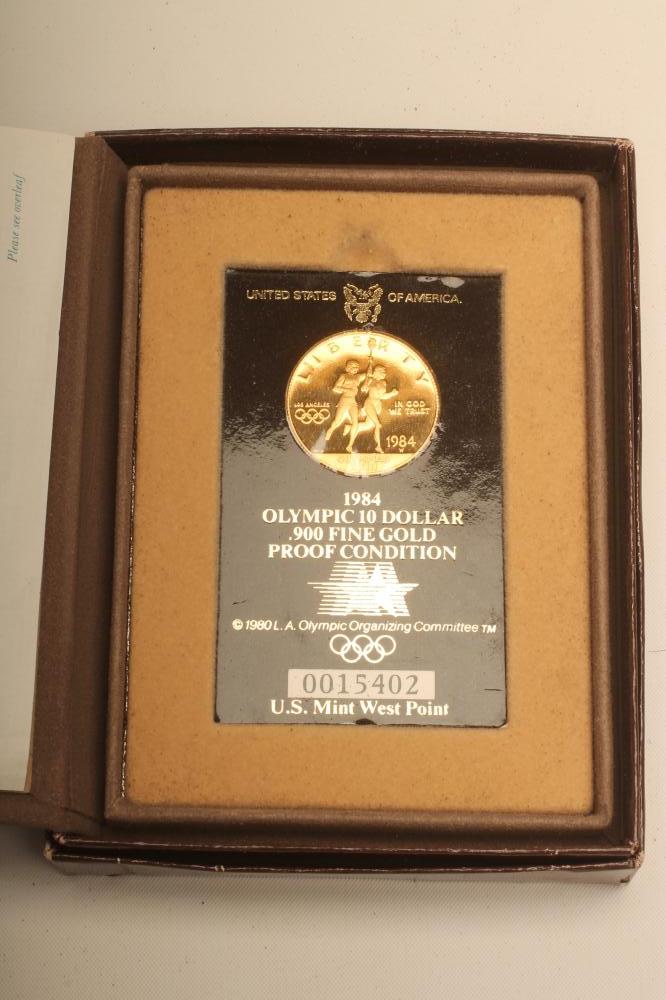 Please see overleaf
UNITED STATES OF AMERICA.
LIBERTY
LOS ANGELES
IN GOD
WE TRUST
1984
W
1984
OLYMPIC 10 DOLLAR
.900 FINE GOLD
PROOF CONDITION
© 1980 L.A. Olympic Organizing Committee TM
0015402
U.S. Mint West Point